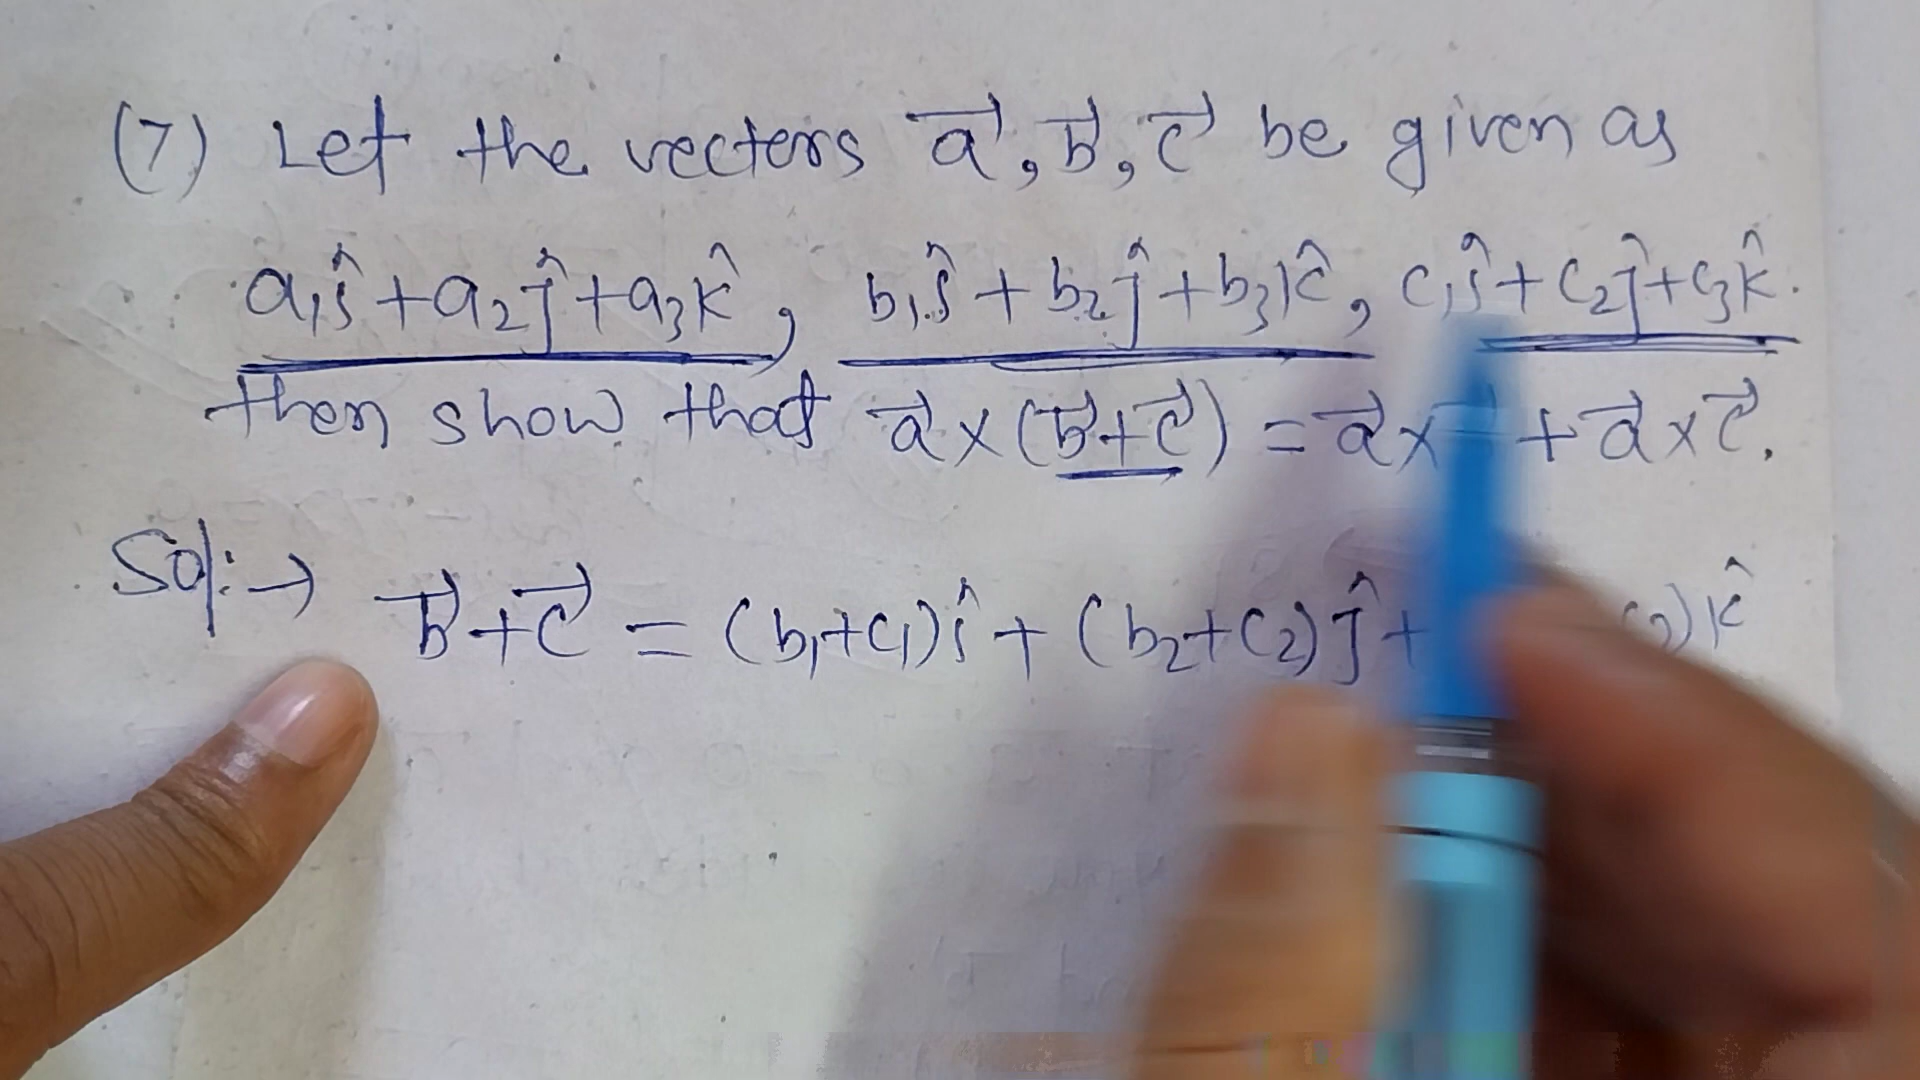 (7) Let the vectors a⃗, b⃗, c⃗ be given as
a₁î + a₂ĵ + a₃k̂, b₁î + b₂ĵ + b₃k̂, c₁î + c₂ĵ + c₃k̂.
then show that a⃗ × (b⃗ + c⃗) = a⃗ × + a⃗ × c⃗.
Sol:→ b⃗ + c⃗ = (b₁+c₁)î + (b₂+c₂)ĵ + )k̂